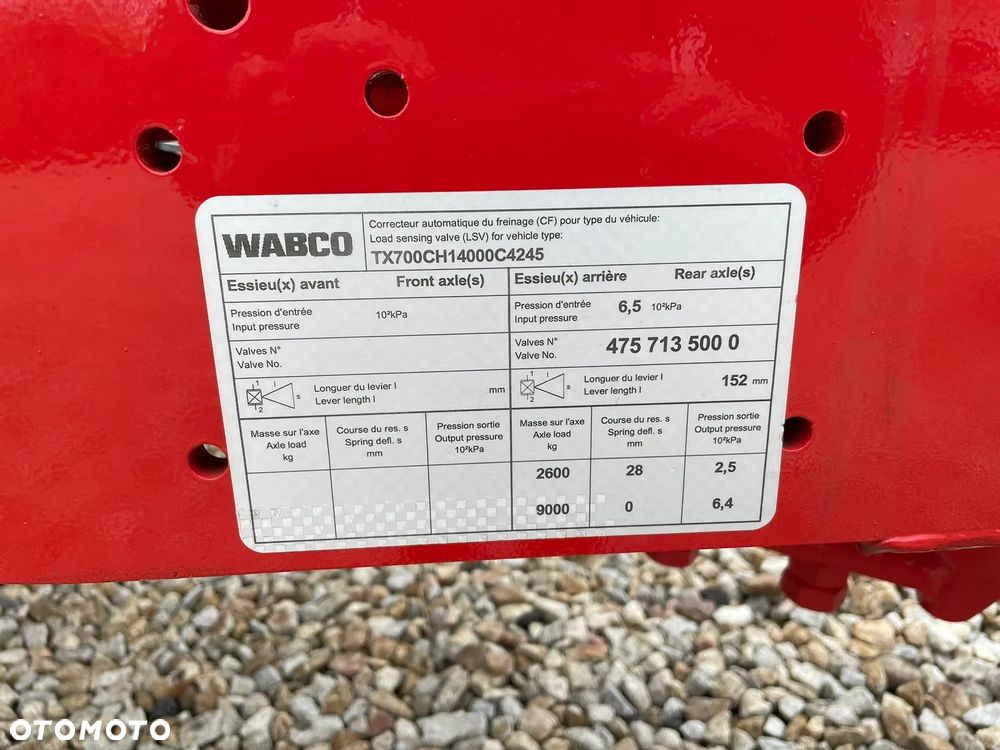 WABCO
Correcteur automatique du freinage (CF) pour type du véhicule:
Load sensing valve (LSV) for vehicle type:
TX700CH14000C4245
Essieu(x) avant Front axle(s)
Essieu(x) arrière Rear axle(s)
Pression d'entrée
Input pressure
10²kPa
Pression d'entrée
Input pressure
6,5 10²kPa
Valves N°
Valve No.
Valves N°
Valve No.
475 713 500 0
1 l s 2
Longuer du levier l
Lever length l
mm
1 l s 2
Longuer du levier l
Lever length l
152 mm
Masse sur l'axe
Axle load
kg
Course du res. s
Spring defl. s
mm
Pression sortie
Output pressure
10²kPa
Masse sur l'axe
Axle load
kg
Course du res. s
Spring defl. s
mm
Pression sortie
Output pressure
10²kPa
2600 28 2,5
9000 0 6,4
OTOMOTO